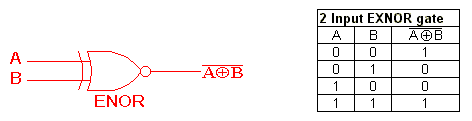 A
B
A⊕B
ENOR
2 Input EXNOR gate
A B A⊕B
0 0 1
0 1 0
1 0 0
1 1 1